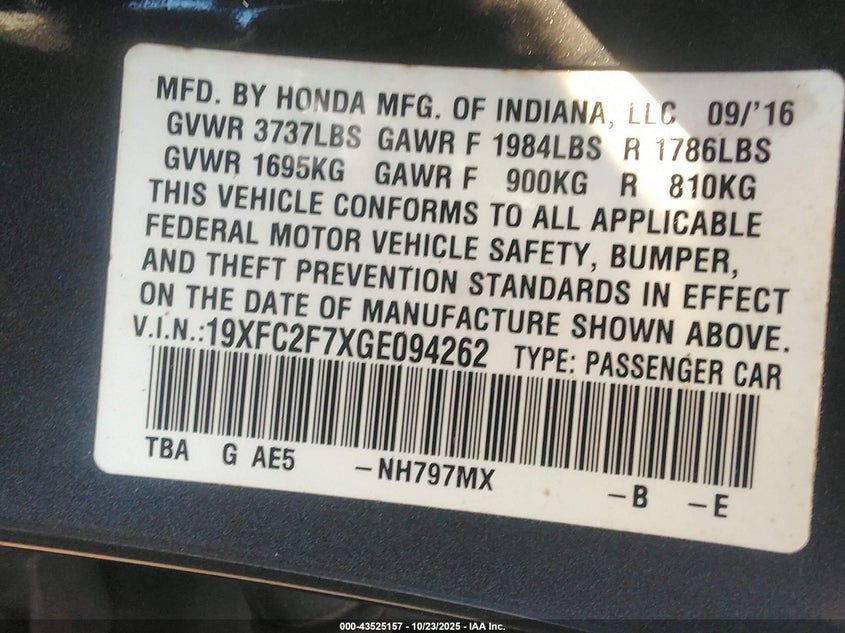 MFD. BY HONDA MFG. OF INDIANA, LLC 09/'16
GVWR 3737LBS GAWR F 1984LBS R 1786LBS
GVWR 1695KG GAWR F 900KG R 810KG
THIS VEHICLE CONFORMS TO ALL APPLICABLE
FEDERAL MOTOR VEHICLE SAFETY, BUMPER,
AND THEFT PREVENTION STANDARDS IN EFFECT
ON THE DATE OF MANUFACTURE SHOWN ABOVE.
V.I.N.:19XFC2F7XGE094262 TYPE: PASSENGER CAR
TBA G AE5 -NH797MX -B -E
000-43525157 - 10/23/2025 - IAA Inc.